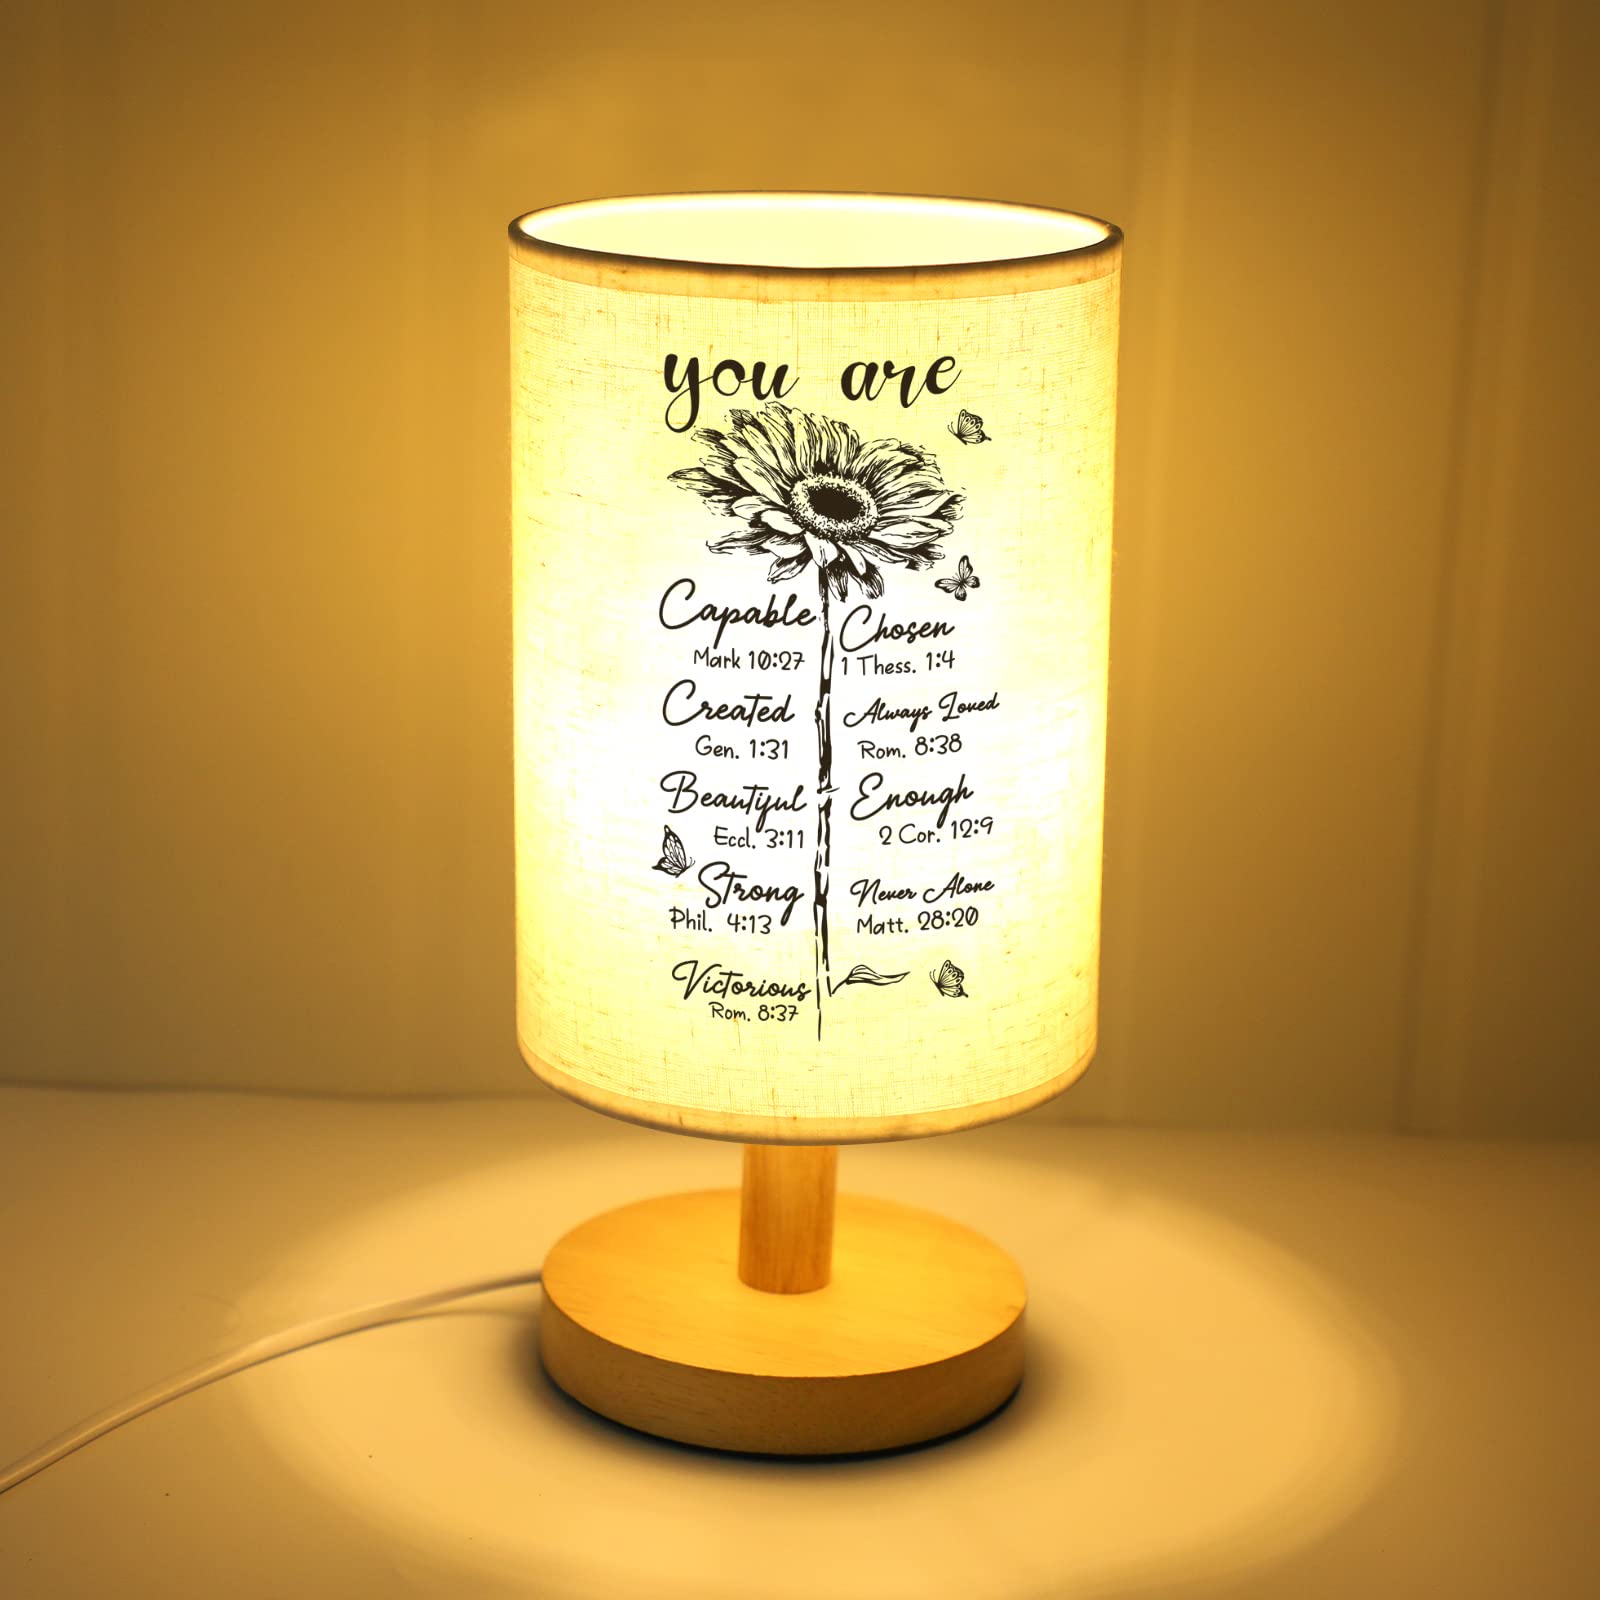 you are
Capable
Mark 10:27
Created
Gen. 1:31
Beautiful
Eccl. 3:11
Strong
Phil. 4:13
Victorious
Rom. 8:37
Chosen
1 Thess. 1:4
Always Loved
Rom. 8:38
Enough
2 Cor. 12:9
Never Alone
Matt. 28:20